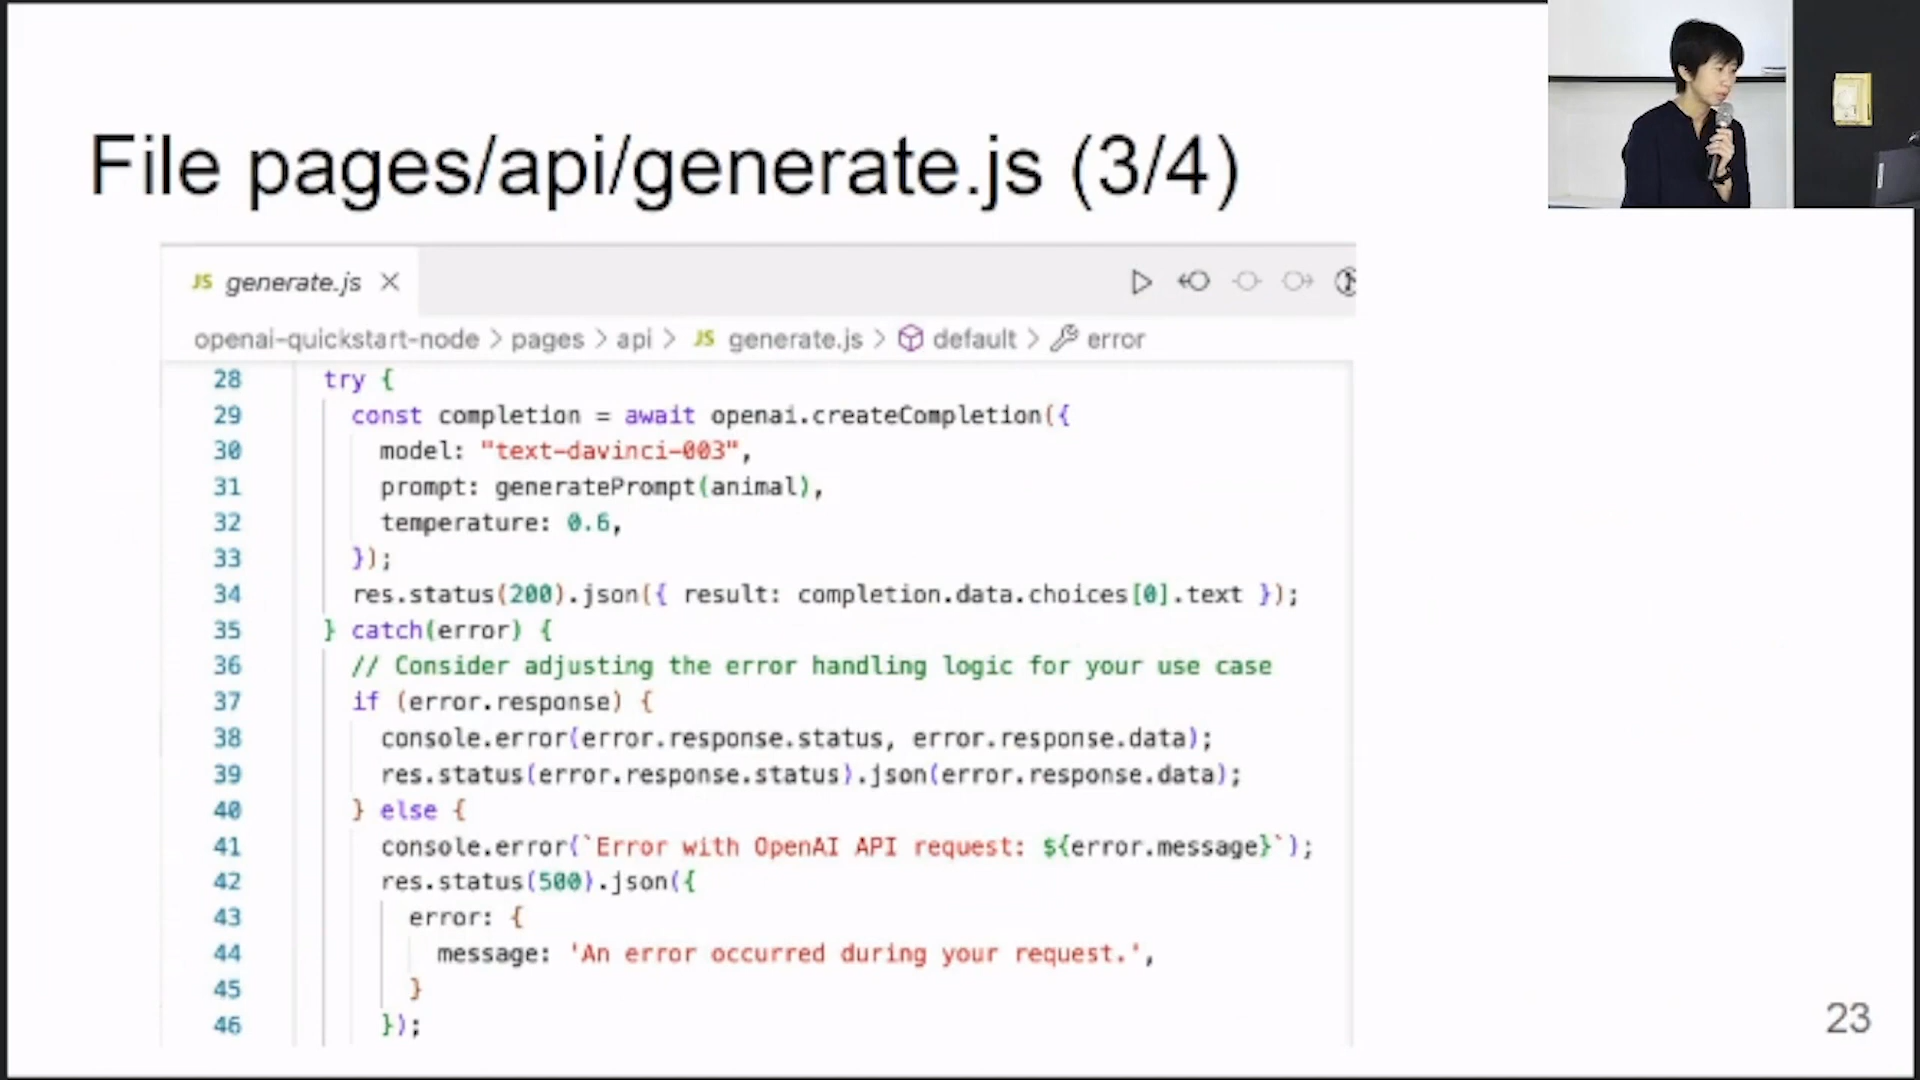 File pages/api/generate.js (3/4)
JS generate.js
openai-quickstart-node > pages > api > JS generate.js > default > error
28 try {
29 const completion = await openai.createCompletion({
30 model: "text-davinci-003",
31 prompt: generatePrompt(animal),
32 temperature: 0.6,
33 });
34 res.status(200).json({ result: completion.data.choices[0].text });
35 } catch(error) {
36 // Consider adjusting the error handling logic for your use case
37 if (error.response) {
38 console.error(error.response.status, error.response.data);
39 res.status(error.response.status).json(error.response.data);
40 } else {
41 console.error(`Error with OpenAI API request: ${error.message}`);
42 res.status(500).json({
43 error: {
44 message: 'An error occurred during your request.',
45 }
46 });
23